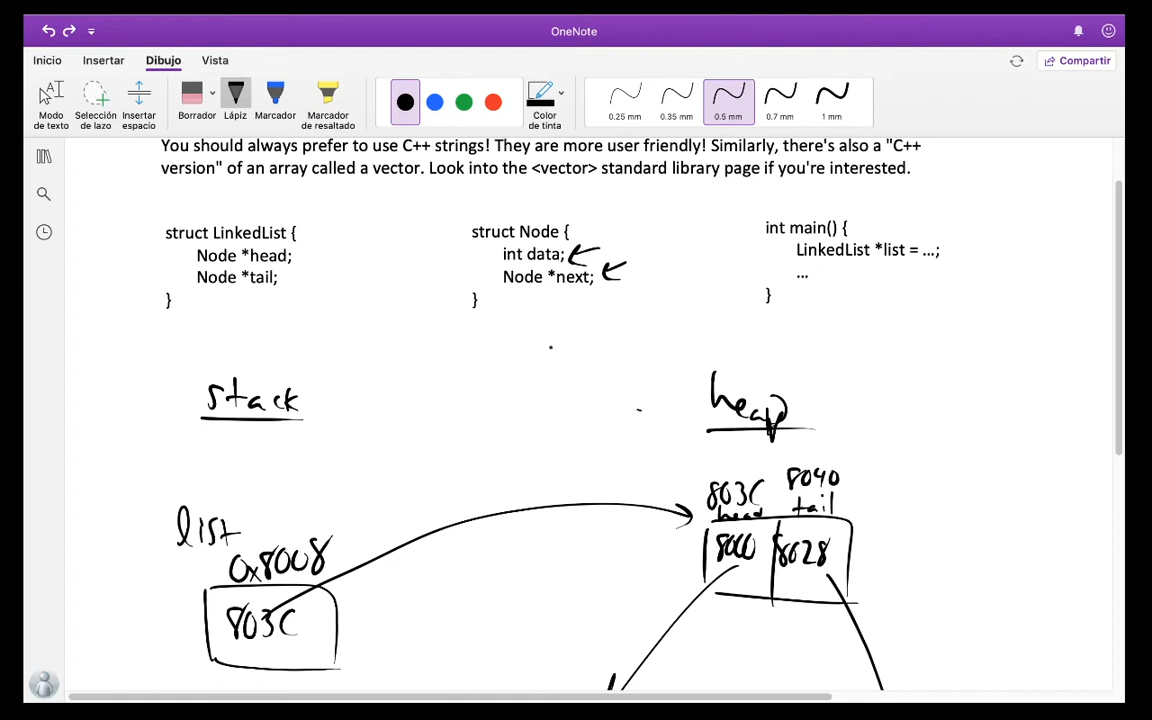 OneNote
Inicio Insertar Dibujo Vista
Compartir
Modo de texto
Selección de lazo
Insertar espacio
Borrador
Lápiz
Marcador
Marcador de resaltado
Color de tinta
0.25 mm 0.35 mm 0.5 mm 0.7 mm 1 mm
You should always prefer to use C++ strings! They are more user friendly! Similarly, there's also a "C++
version" of an array called a vector. Look into the <vector> standard library page if you're interested.
struct LinkedList {
Node *head;
Node *tail;
}
struct Node {
int data;
Node *next;
}
int main() {
LinkedList *list = ...;
...
}
stack
heap
803C 8040
head tail
8000 8028
list
0x8008
803C